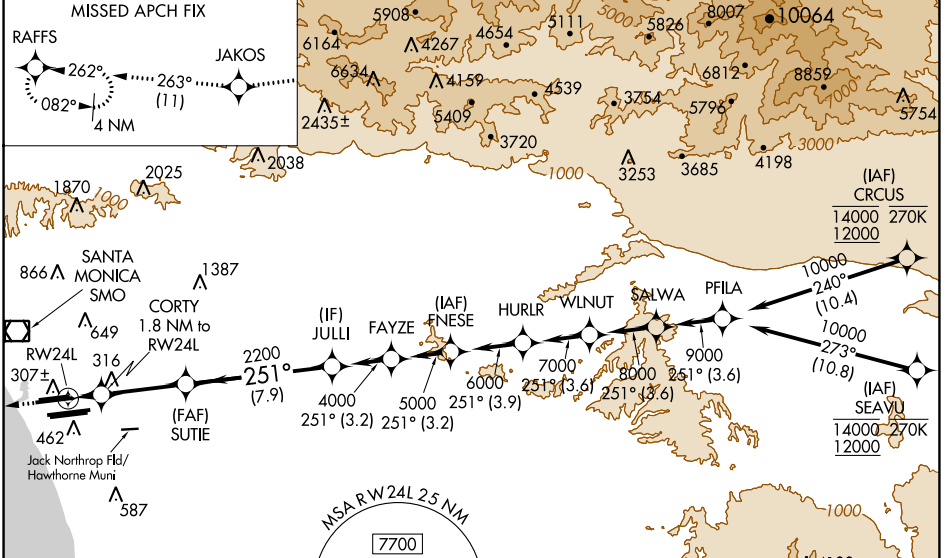 MISSED APCH FIX
RAFFS
JAKOS
262°
263°
(11)
082°
4 NM
5908
6164
4267
4654
5111
5000
5826
8007
10064
6634
4159
4539
6812
8859
7000
2435±
5409
3754
5796
5754
3720
3000
2038
1000
3253
3685
4198
1870
1000
2025
(IAF)
CRCUS
14000 270K
12000
SANTA
MONICA
SMO
866
1387
649
CORTY
1.8 NM to
RW24L
RW24L
307±
316
462
(FAF)
SUTIE
2200
251°
(7.9)
(IF)
JULLI
FAYZE
(IAF)
FNESE
HURLR
WLNUT
SALWA
PFILA
10000
240°
(10.4)
10000
273°
(10.8)
4000
251° (3.2)
5000
251° (3.2)
6000
251° (3.9)
7000
251° (3.6)
8000
251° (3.6)
9000
251° (3.6)
(IAF)
SEAVU
14000 270K
12000
Jack Northrop Fld/
Hawthorne Muni
587
MSA RW24L 25 NM
7700
1000